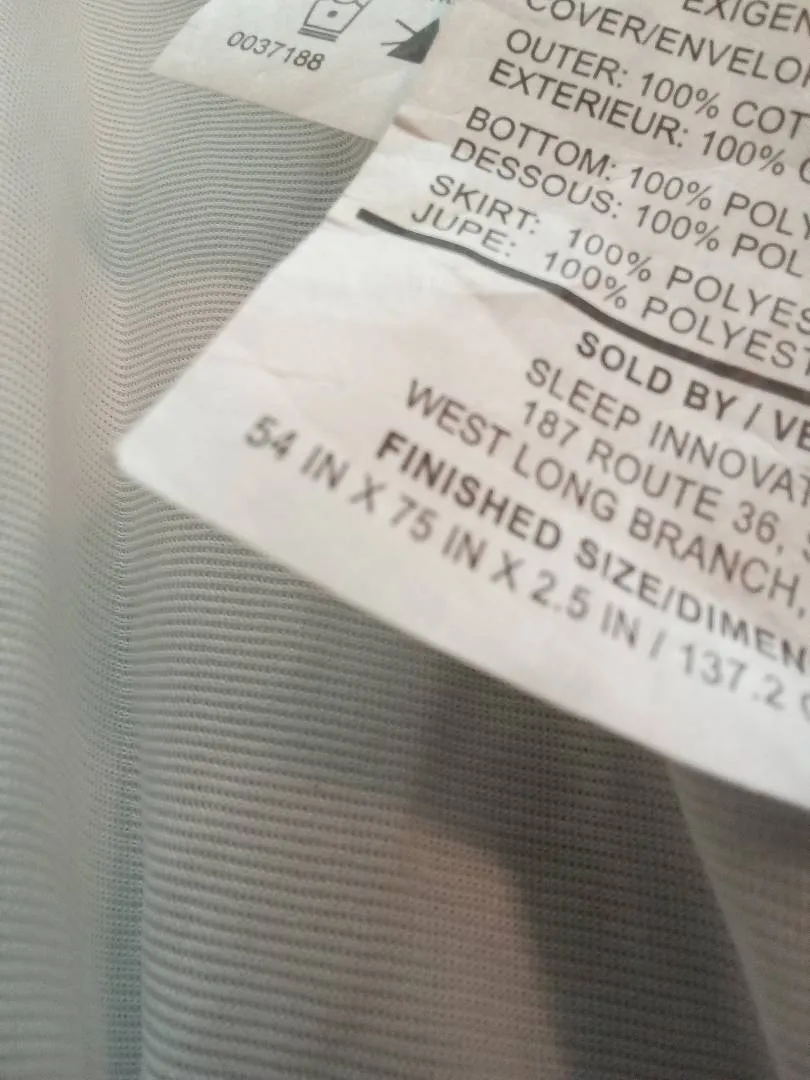 0037188
EXIGEN
COVER/ENVELO
OUTER: 100% COT
EXTERIEUR: 100% C
BOTTOM: 100% POLY
DESSOUS: 100% POL
SKIRT: 100% POLYES
JUPE: 100% POLYEST
SOLD BY / VE
SLEEP INNOVAT
187 ROUTE 36, S
WEST LONG BRANCH,
FINISHED SIZE/DIMEN
54 IN X 75 IN X 2.5 IN / 137.2 C